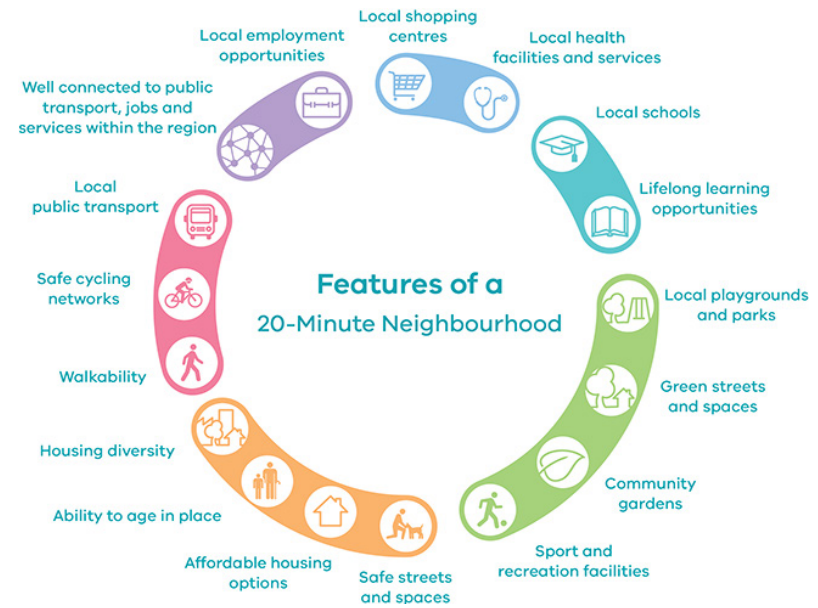 Features of a
20-Minute Neighbourhood
Local shopping
centres
Local health
facilities and services
Local schools
Lifelong learning
opportunities
Local playgrounds
and parks
Green streets
and spaces
Community
gardens
Sport and
recreation facilities
Safe streets
and spaces
Affordable housing
options
Ability to age in place
Housing diversity
Walkability
Safe cycling
networks
Local
public transport
Well connected to public
transport, jobs and
services within the region
Local employment
opportunities